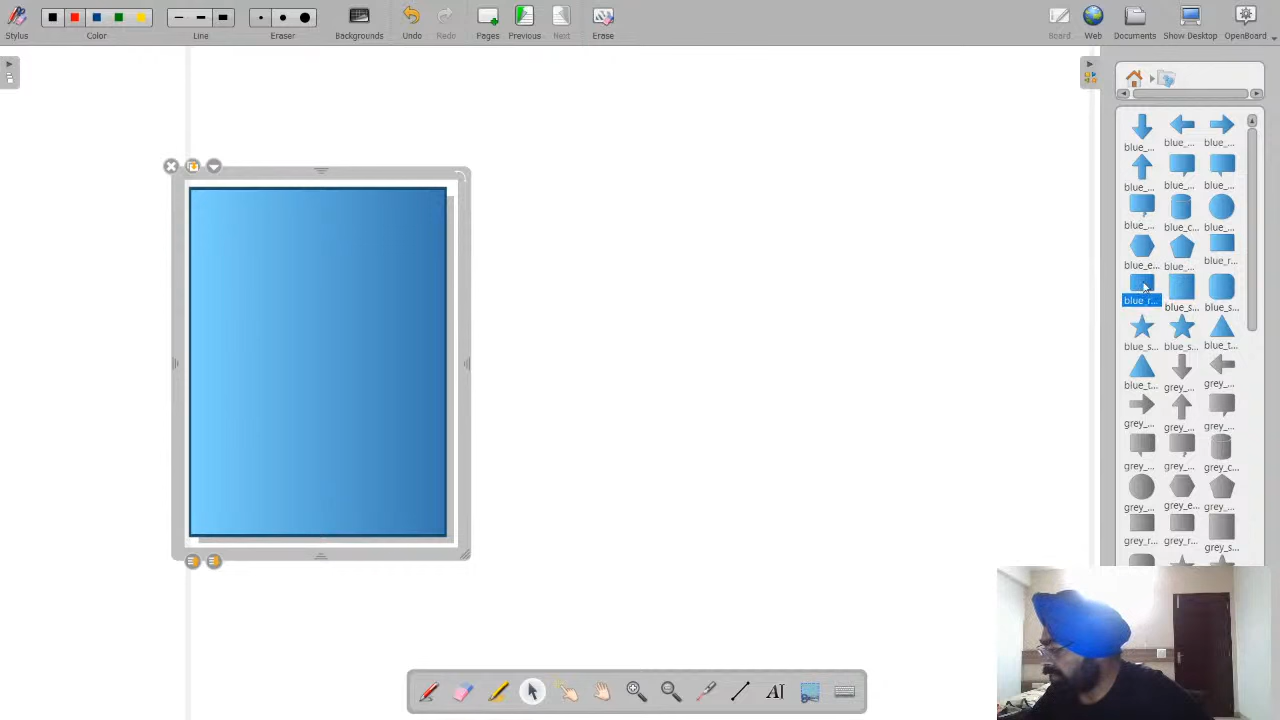 Stylus Color Line Eraser Backgrounds Undo Redo Pages Previous Next Erase Board Web Documents Show Desktop OpenBoard
blue_... blue_... blue_...
blue_... blue_... blue_...
blue_... blue_c... blue_...
blue_e... blue_... blue_r...
blue_r... blue_s... blue_s...
blue_s... blue_s... blue_t...
blue_t... grey_... grey_...
grey_... grey_... grey_...
grey_... grey_... grey_c...
grey_... grey_e... grey_...
grey_r... grey_r... grey_s...
AI